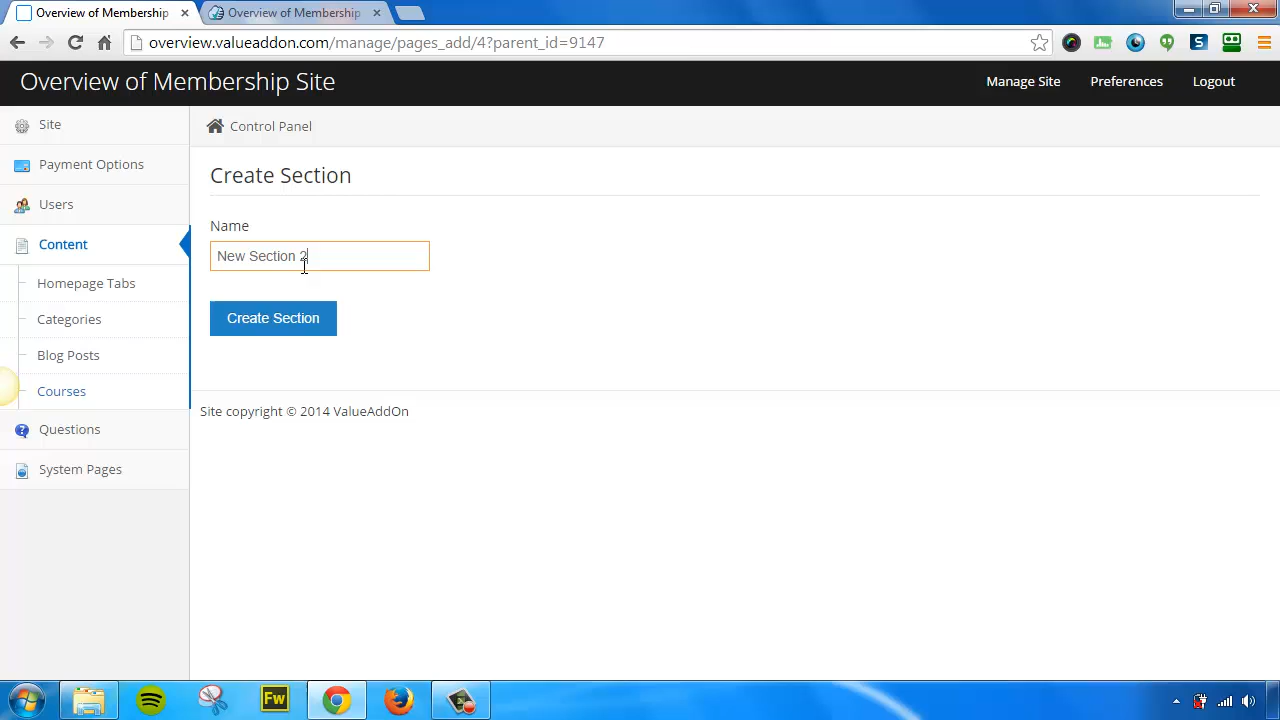 Overview of Membership
Overview of Membership
overview.valueaddon.com/manage/pages_add/4?parent_id=9147
Overview of Membership Site
Manage Site
Preferences
Logout
Site
Payment Options
Users
Content
Homepage Tabs
Categories
Blog Posts
Courses
Questions
System Pages
Control Panel
Create Section
Name
New Section 2
Create Section
Site copyright © 2014 ValueAddOn
S
Fw